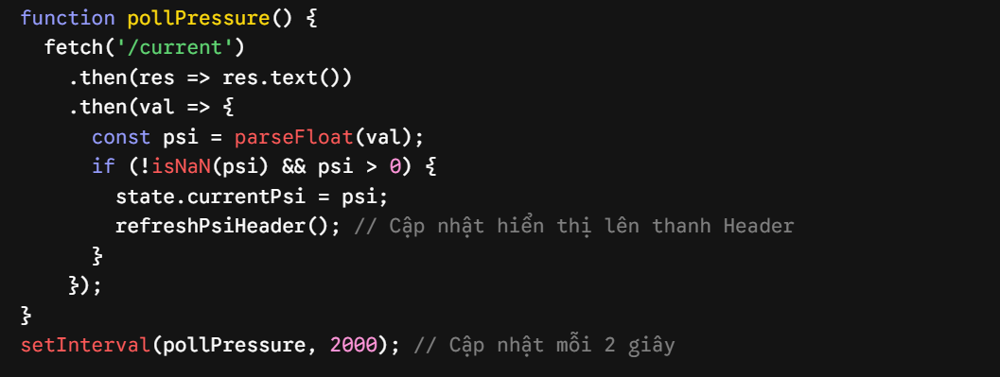 function pollPressure() {
  fetch('/current')
    .then(res => res.text())
    .then(val => {
      const psi = parseFloat(val);
      if (!isNaN(psi) && psi > 0) {
        state.currentPsi = psi;
        refreshPsiHeader(); // Cập nhật hiển thị lên thanh Header
      }
    });
}
setInterval(pollPressure, 2000); // Cập nhật mỗi 2 giây